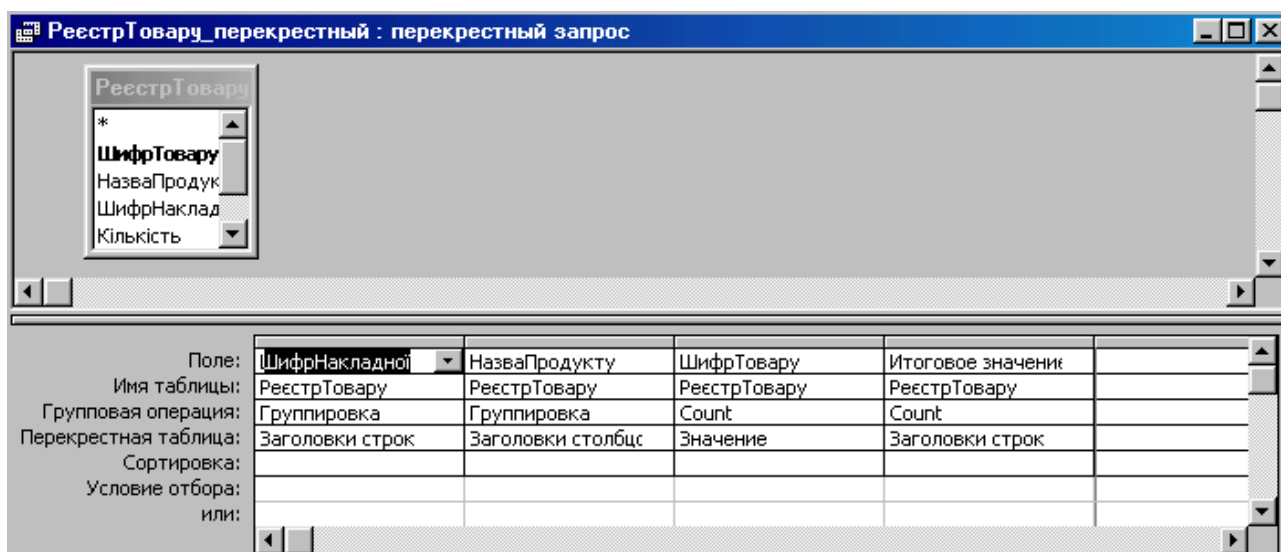 РеєстрТовару_перекрестный : перекрестный запрос
РеєстрТовару
*
ШифрТовару
НазваПродук
ШифрНаклад
Кількість
Поле: ШифрНакладної НазваПродукту ШифрТовару Итоговое значение
Имя таблицы: РеєстрТовару РеєстрТовару РеєстрТовару РеєстрТовару
Групповая операция: Группировка Группировка Count Count
Перекрестная таблица: Заголовки строк Заголовки столбцо Значение Заголовки строк
Сортировка:
Условие отбора:
или: